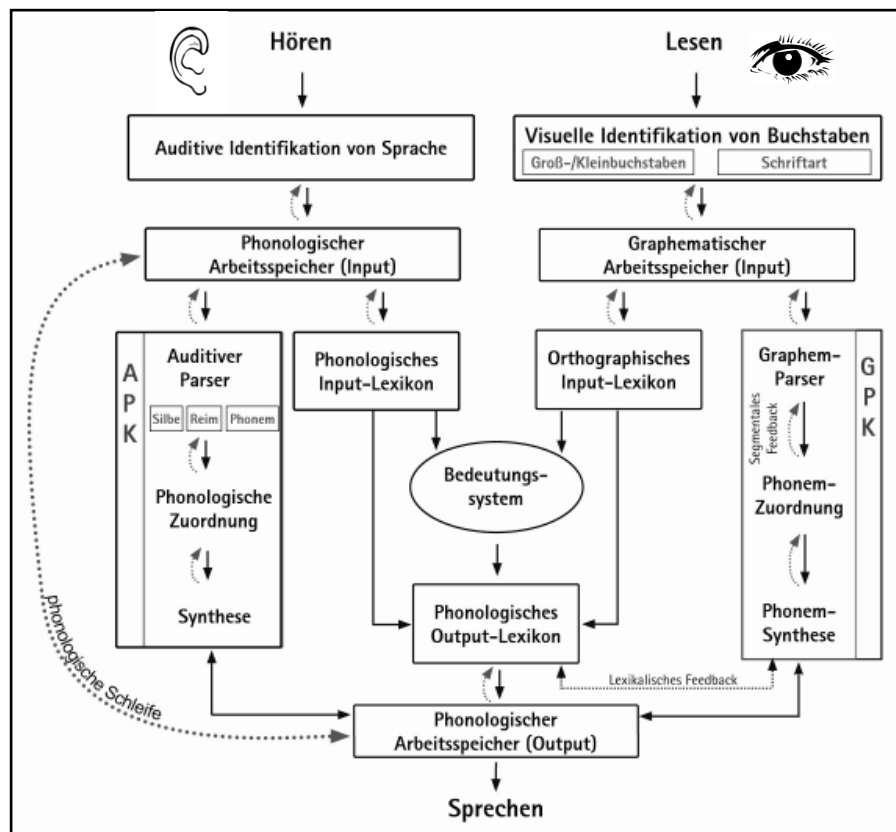 Hören
Lesen
Auditive Identifikation von Sprache
Visuelle Identifikation von Buchstaben
Groß-/Kleinbuchstaben
Schriftart
Phonologischer
Arbeitsspeicher (Input)
Graphematischer
Arbeitsspeicher (Input)
APK
Auditiver
Parser
Silbe
Reim
Phonem
Phonologische
Zuordnung
Synthese
Phonologisches
Input-Lexikon
Orthographisches
Input-Lexikon
Graphem-
Parser
Segmentales
Feedback
Phonem-
Zuordnung
Phonem-
Synthese
GPK
Bedeutungs-
system
Phonologisches
Output-Lexikon
Lexikalisches Feedback
phonologische Schleife
Phonologischer
Arbeitsspeicher (Output)
Sprechen